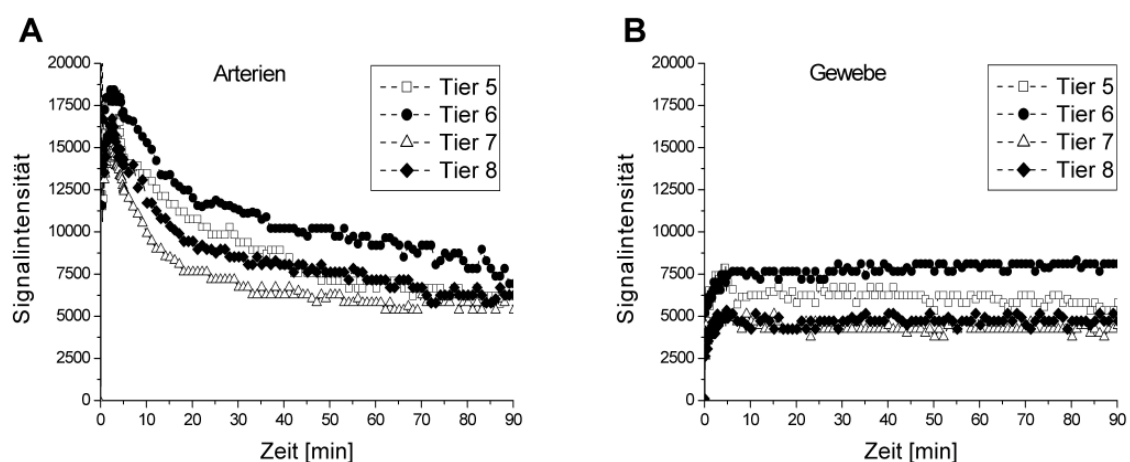 A
Arterien
Signalintensität
20000
17500
15000
12500
10000
7500
5000
2500
0
0 10 20 30 40 50 60 70 80 90
Zeit [min]
Tier 5
Tier 6
Tier 7
Tier 8
B
Gewebe
Signalintensität
20000
17500
15000
12500
10000
7500
5000
2500
0
0 10 20 30 40 50 60 70 80 90
Zeit [min]
Tier 5
Tier 6
Tier 7
Tier 8